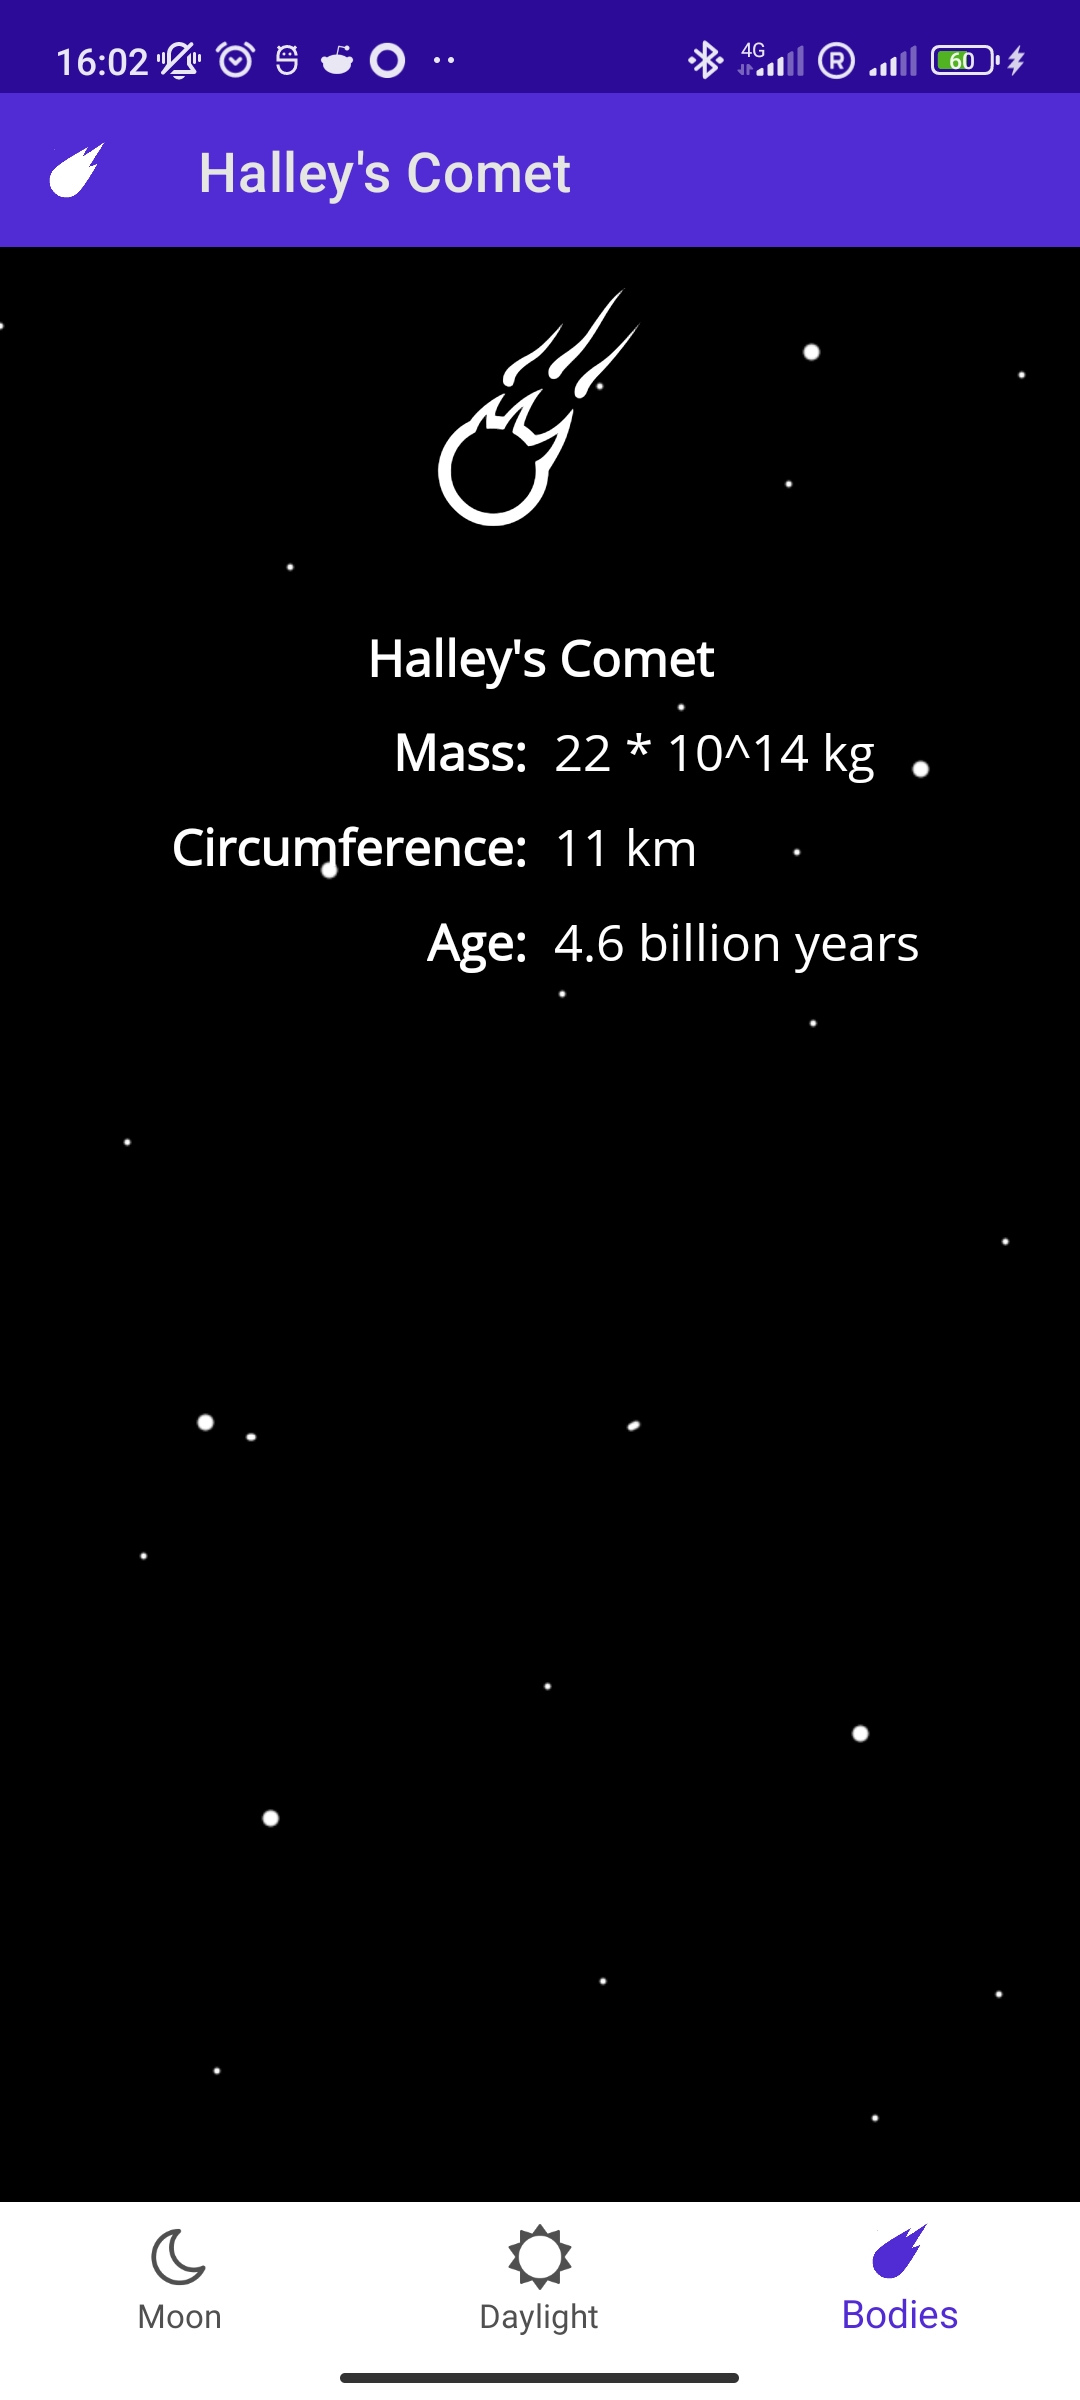 16:02 4G R 60
Halley's Comet
Halley's Comet
Mass: 22 * 10^14 kg
Circumference: 11 km
Age: 4.6 billion years
Moon Daylight Bodies